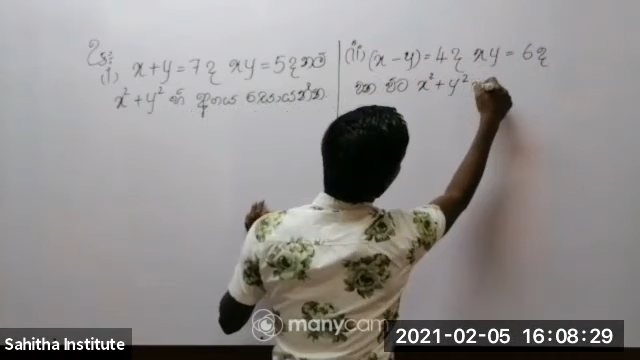 උදා:
(i) x + y = 7 ද xy = 5 ද නම්
x² + y² හි අගය සොයන්න.
(ii) (x - y) = 4 ද xy = 6 ද
වන විට x² + y²
manycam
Sahitha Institute
2021-02-05 16:08:29